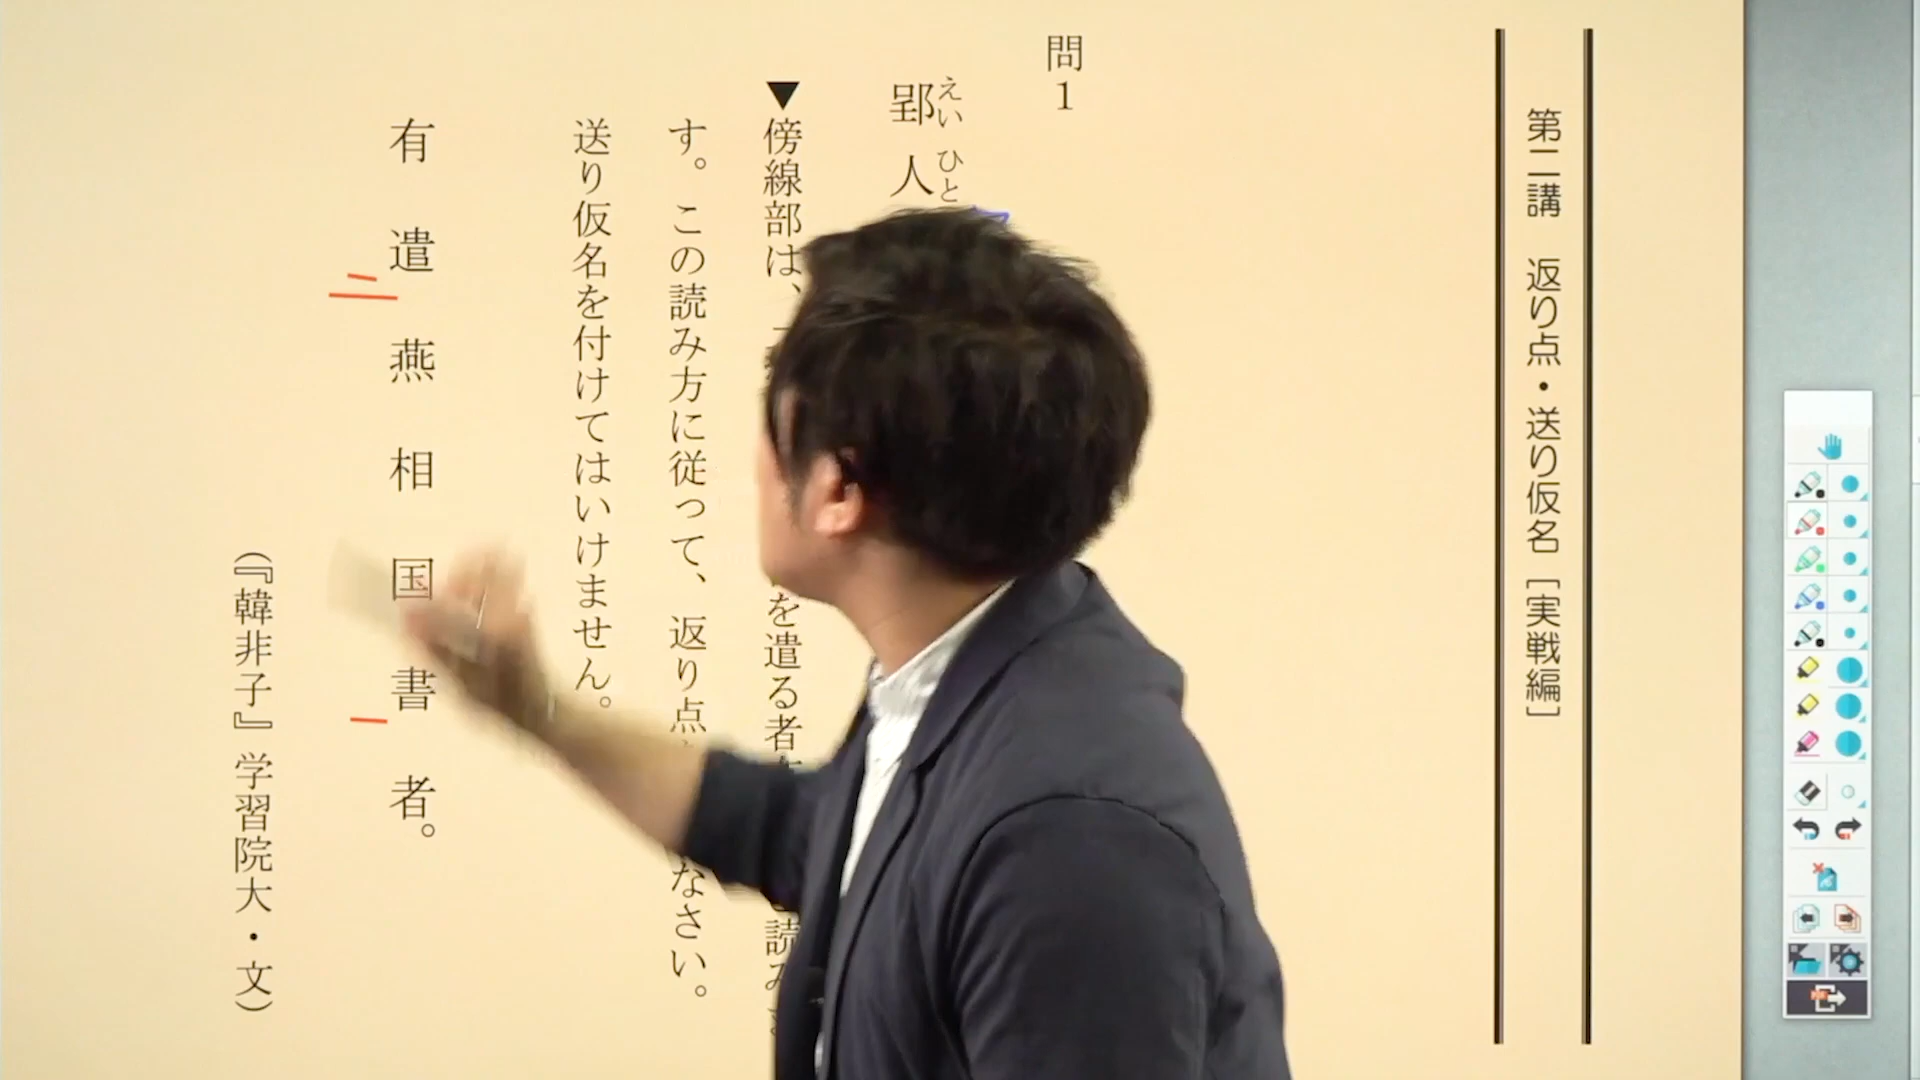 第二講 返り点・送り仮名［実戦編］
問1
郢人
えい ひと
▼傍線部は、 を遣る者 読み
す。この読み方に従って、返り点 なさい。
送り仮名を付けてはいけません。
有遣二燕相国書一者。
（『韓非子』学習院大・文）